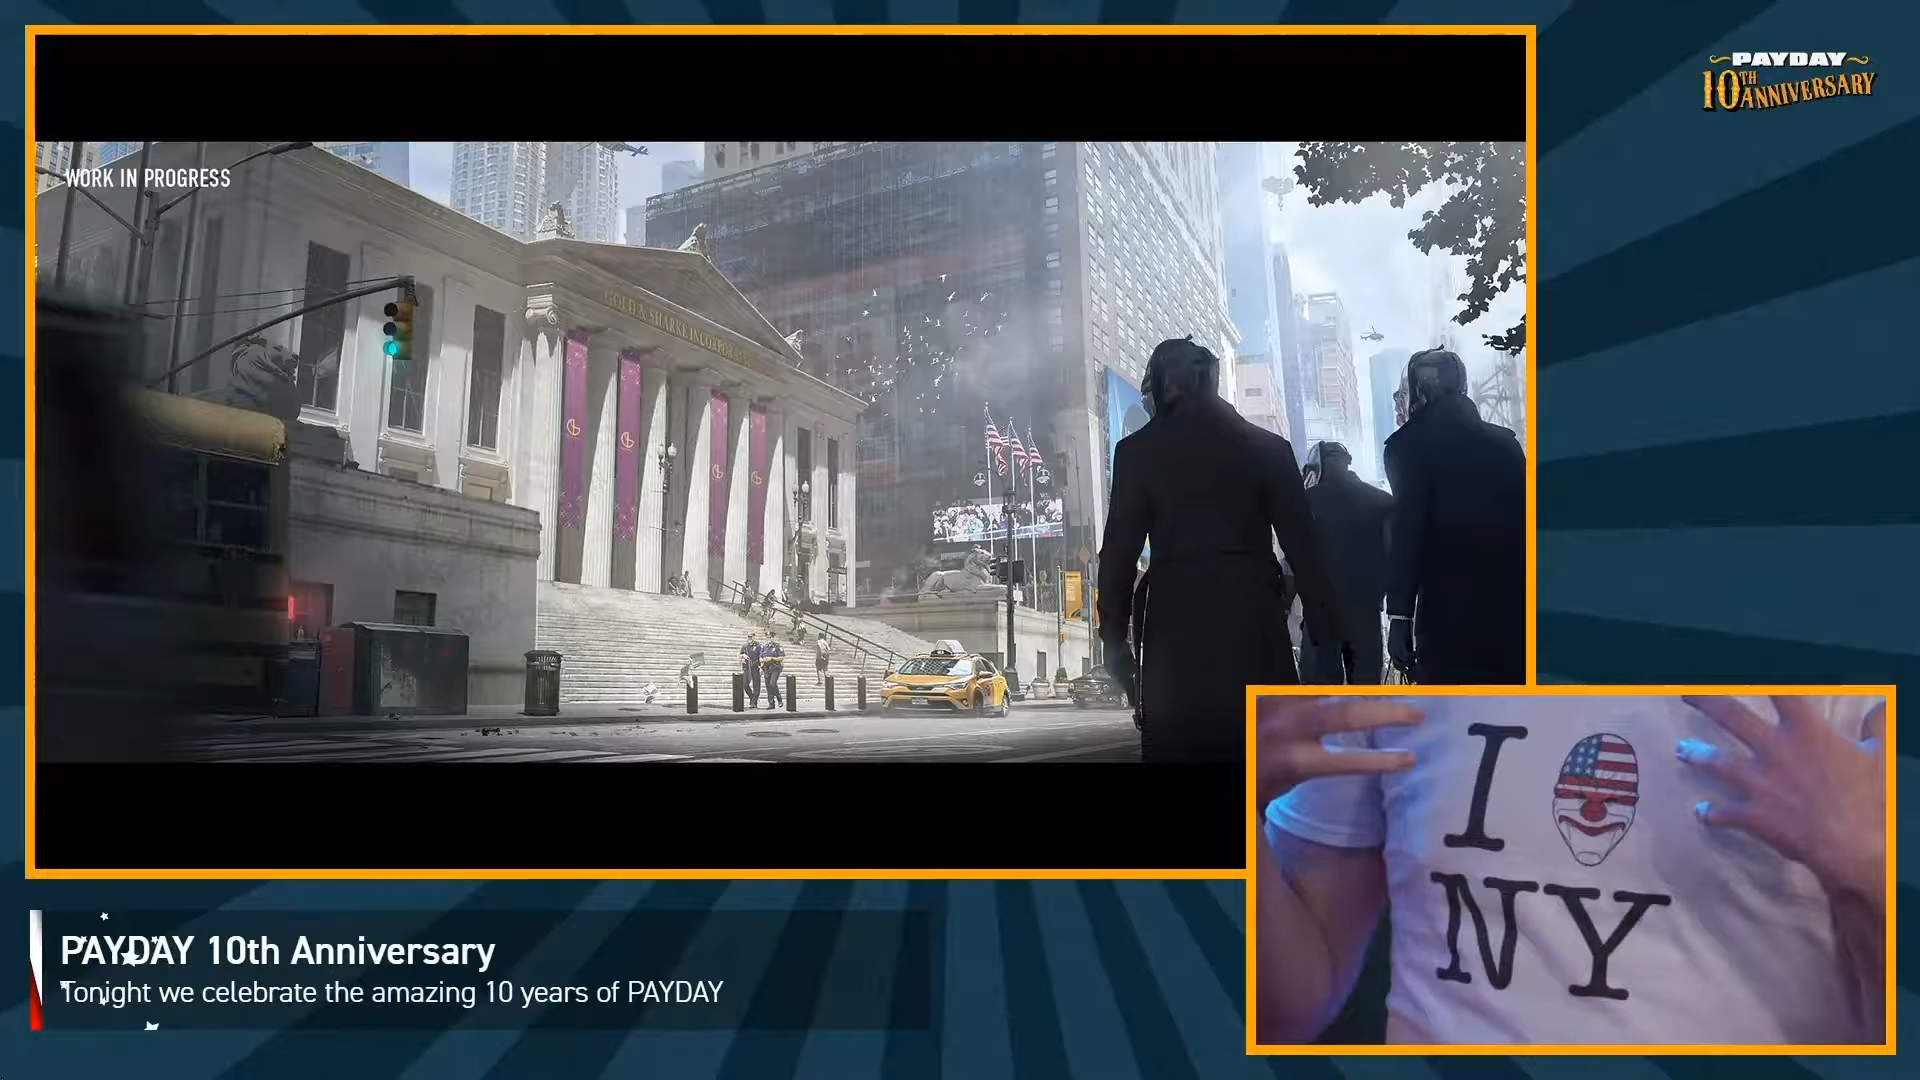 PAYDAY
10TH ANNIVERSARY
WORK IN PROGRESS
GOLD & SHARKE INCORPORATED
I
NY
PAYDAY 10th Anniversary
Tonight we celebrate the amazing 10 years of PAYDAY